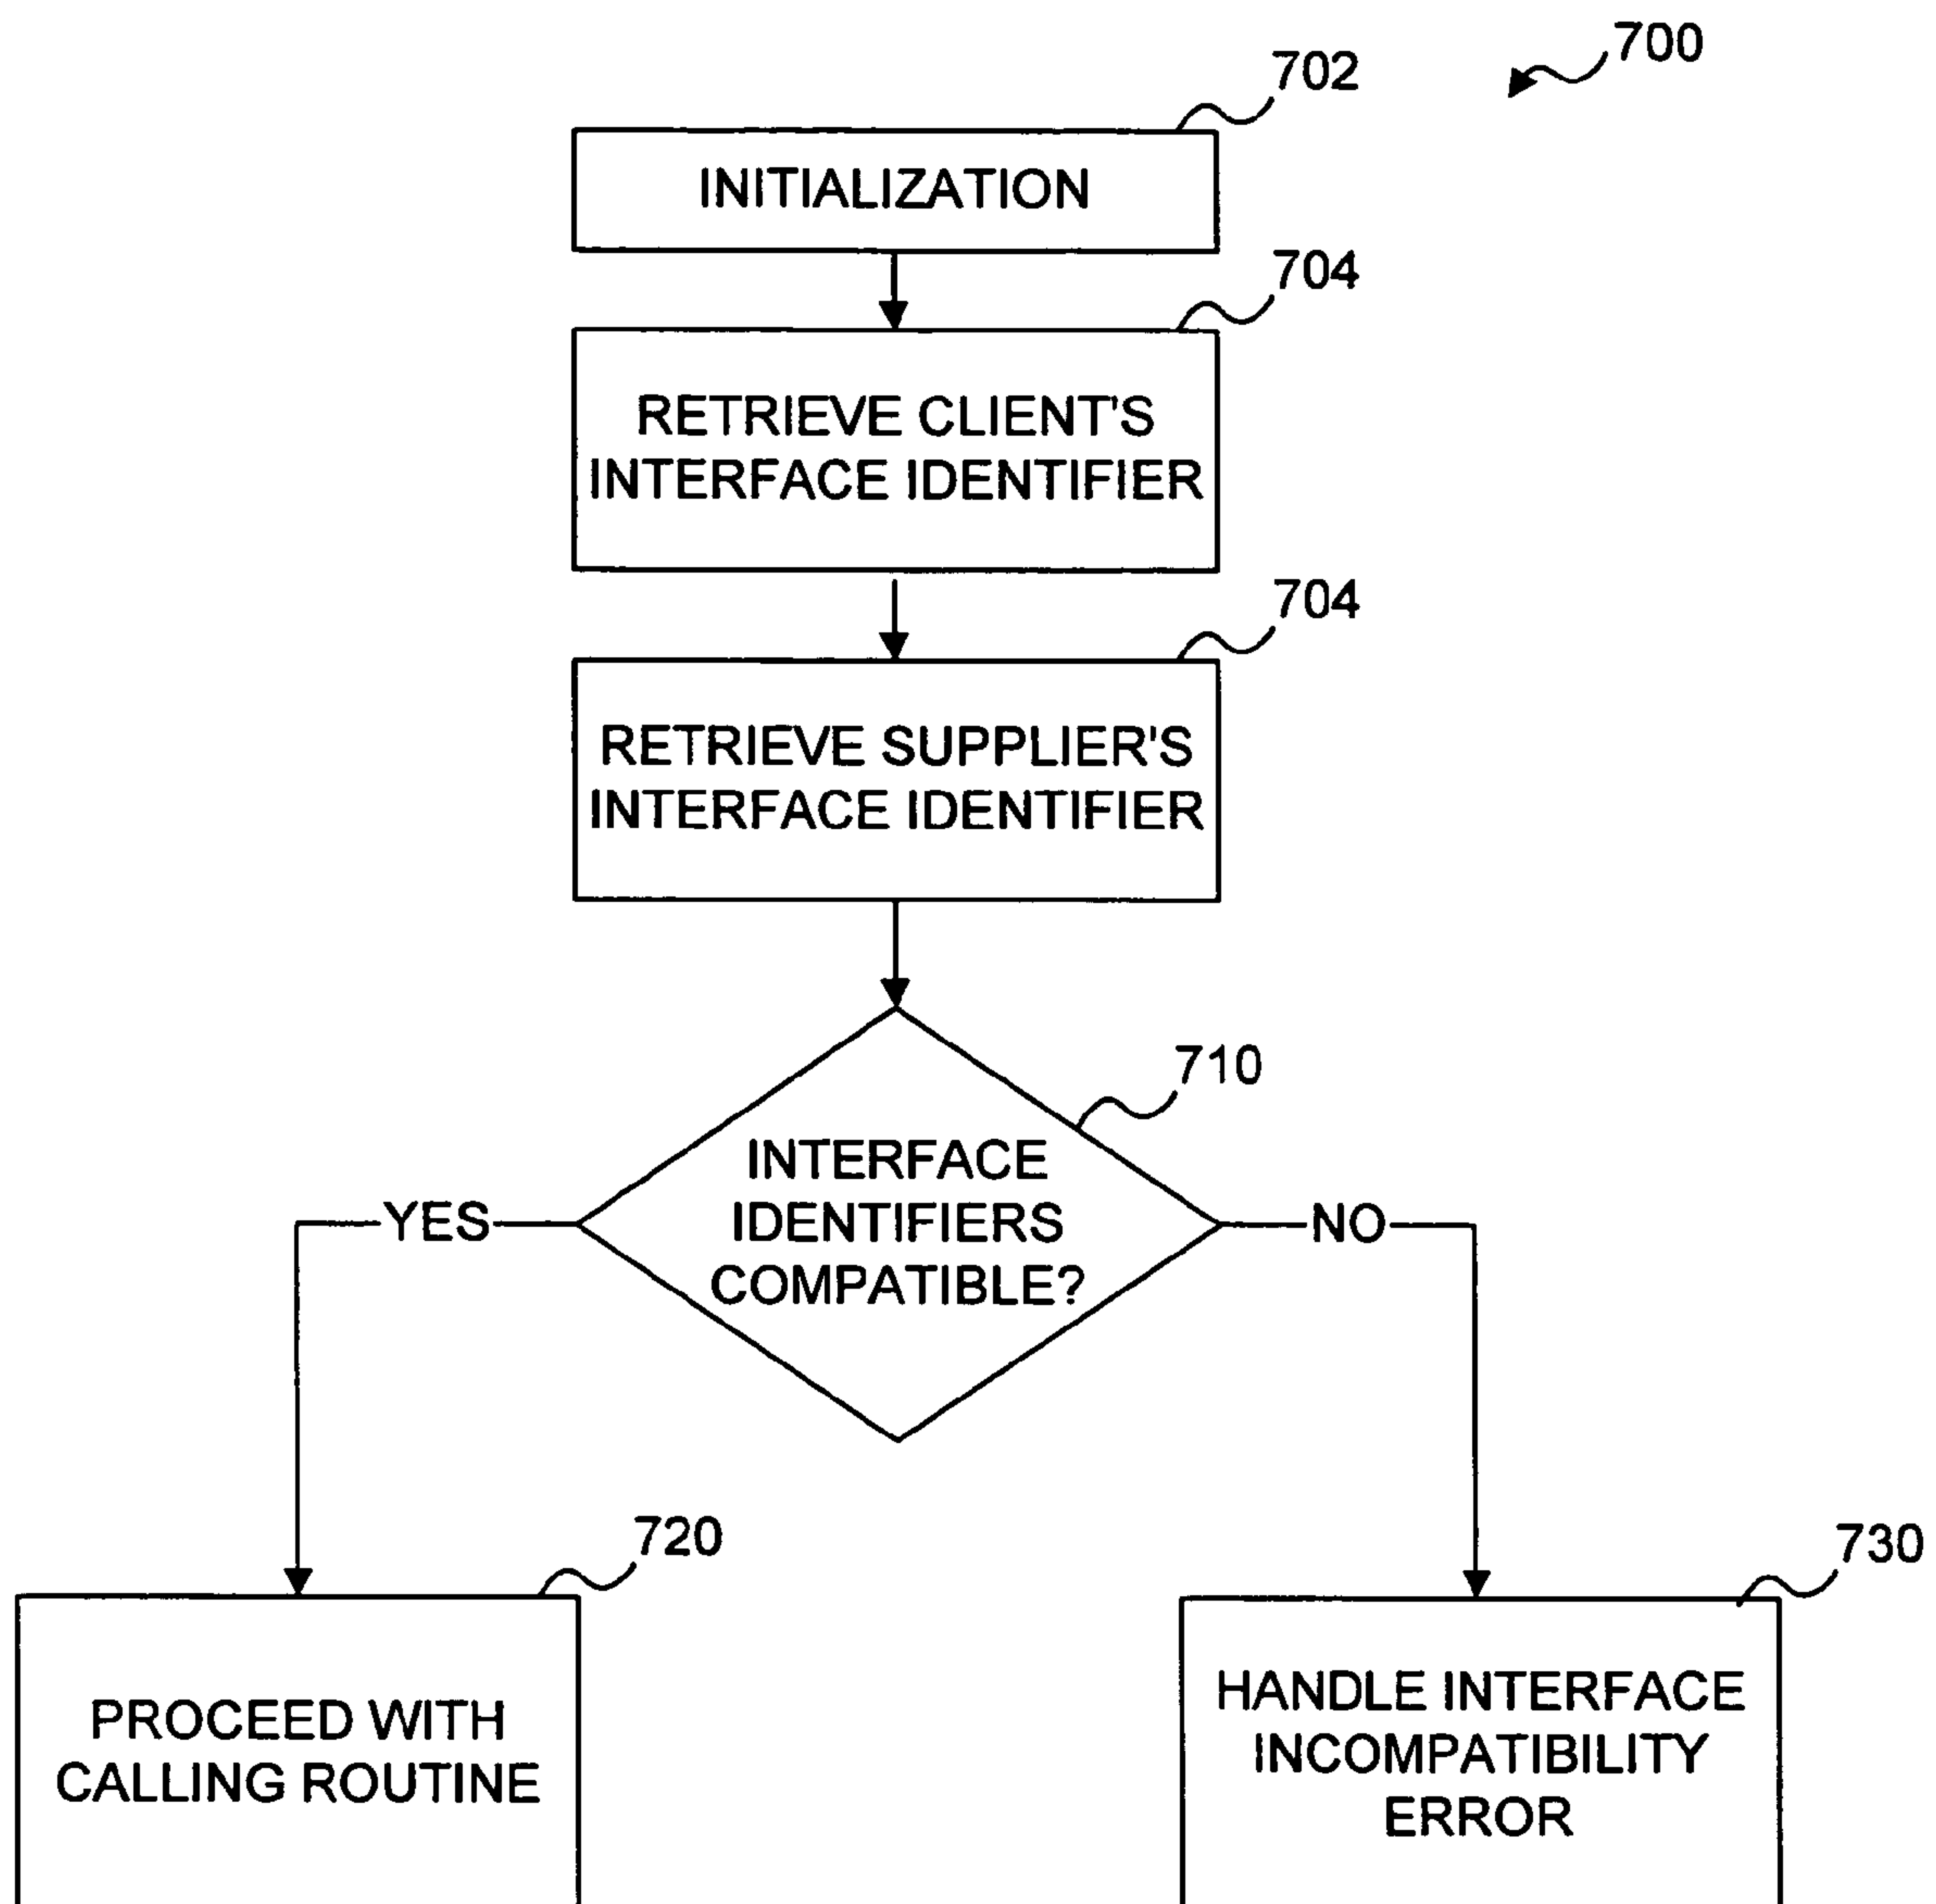 700
702
INITIALIZATION
704
RETRIEVE CLIENT'S
INTERFACE IDENTIFIER
704
RETRIEVE SUPPLIER'S
INTERFACE IDENTIFIER
710
INTERFACE
IDENTIFIERS
COMPATIBLE?
YES
NO
720
PROCEED WITH
CALLING ROUTINE
730
HANDLE INTERFACE
INCOMPATIBILITY
ERROR